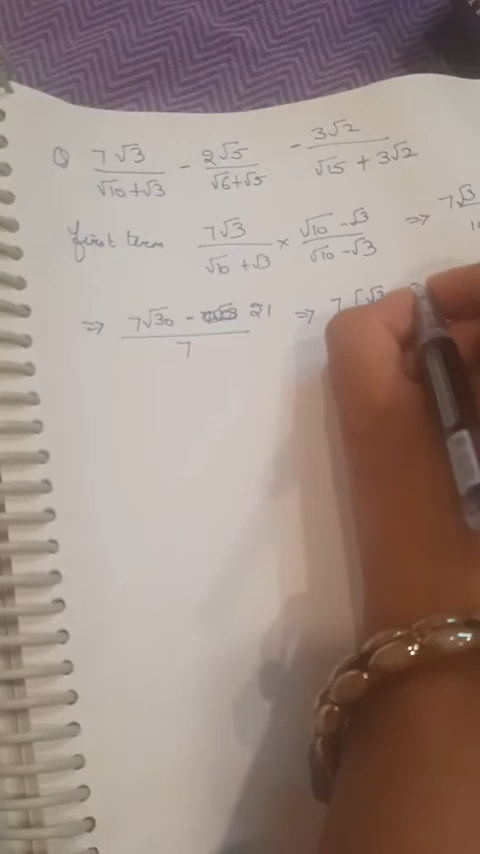 Q 7√3/(√10+√3) - 2√5/(√6+√5) - 3√2/(√15 + 3√2)
first term 7√3/(√10 + √3) × (√10 - √3)/(√10 - √3) => 7√3
=> (7√30 - 21)/7 => 7 [√3